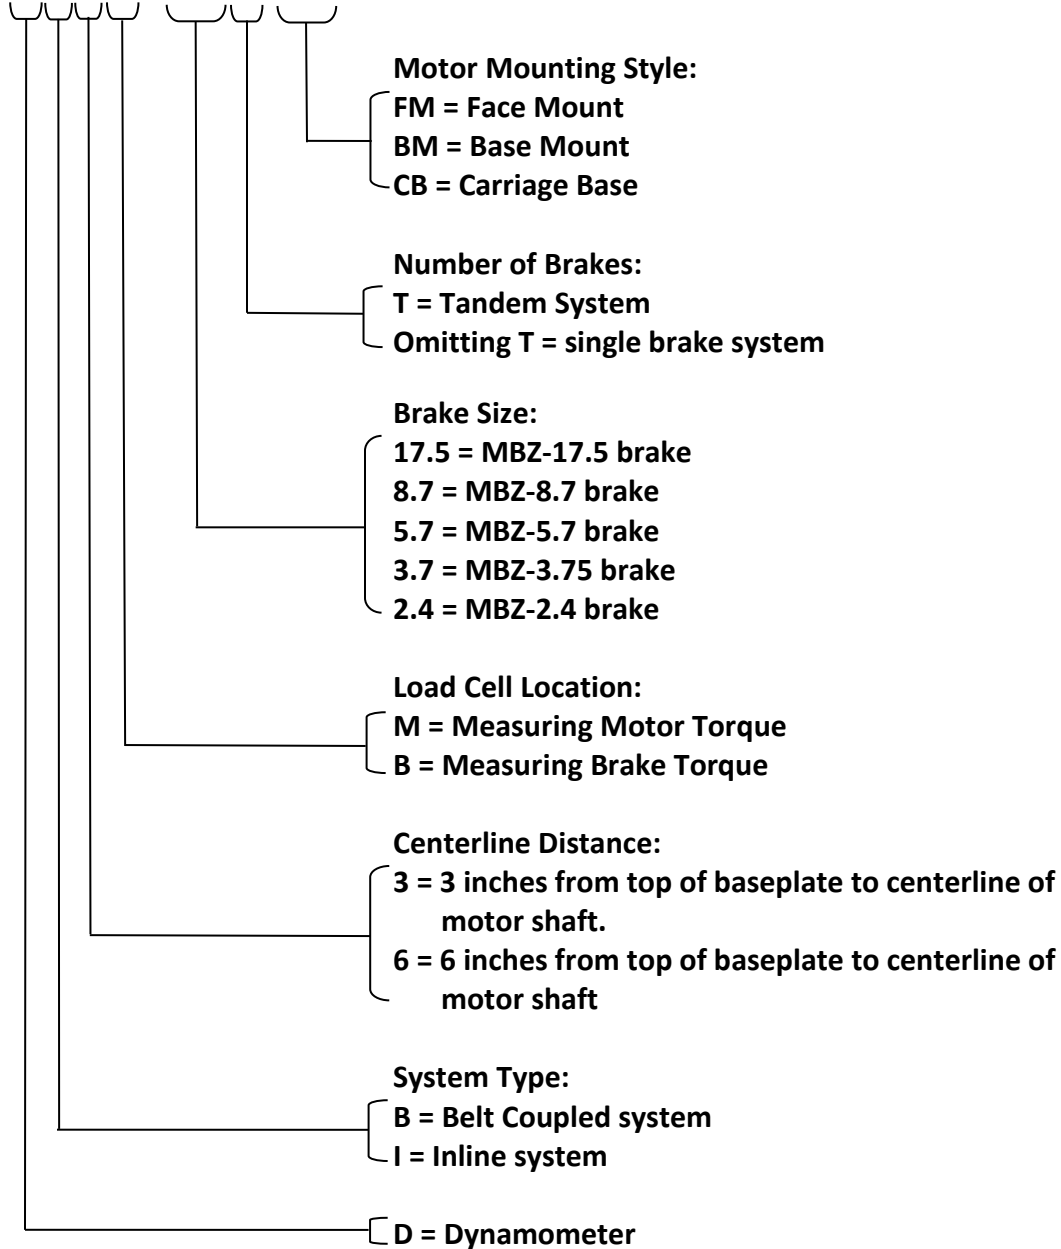 Motor Mounting Style:
FM = Face Mount
BM = Base Mount
CB = Carriage Base
Number of Brakes:
T = Tandem System
Omitting T = single brake system
Brake Size:
17.5 = MBZ-17.5 brake
8.7 = MBZ-8.7 brake
5.7 = MBZ-5.7 brake
3.7 = MBZ-3.75 brake
2.4 = MBZ-2.4 brake
Load Cell Location:
M = Measuring Motor Torque
B = Measuring Brake Torque
Centerline Distance:
3 = 3 inches from top of baseplate to centerline of
motor shaft.
6 = 6 inches from top of baseplate to centerline of
motor shaft
System Type:
B = Belt Coupled system
I = Inline system
D = Dynamometer